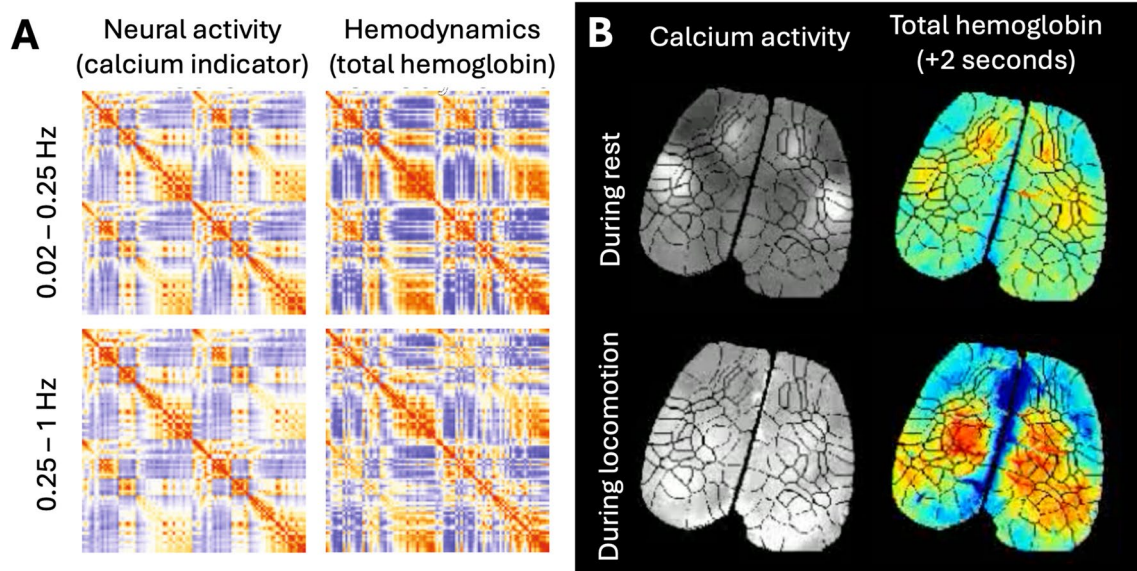 A
Neural activity
(calcium indicator)
Hemodynamics
(total hemoglobin)
0.02 – 0.25 Hz
0.25 – 1 Hz
B
Calcium activity
Total hemoglobin
(+2 seconds)
During rest
During locomotion